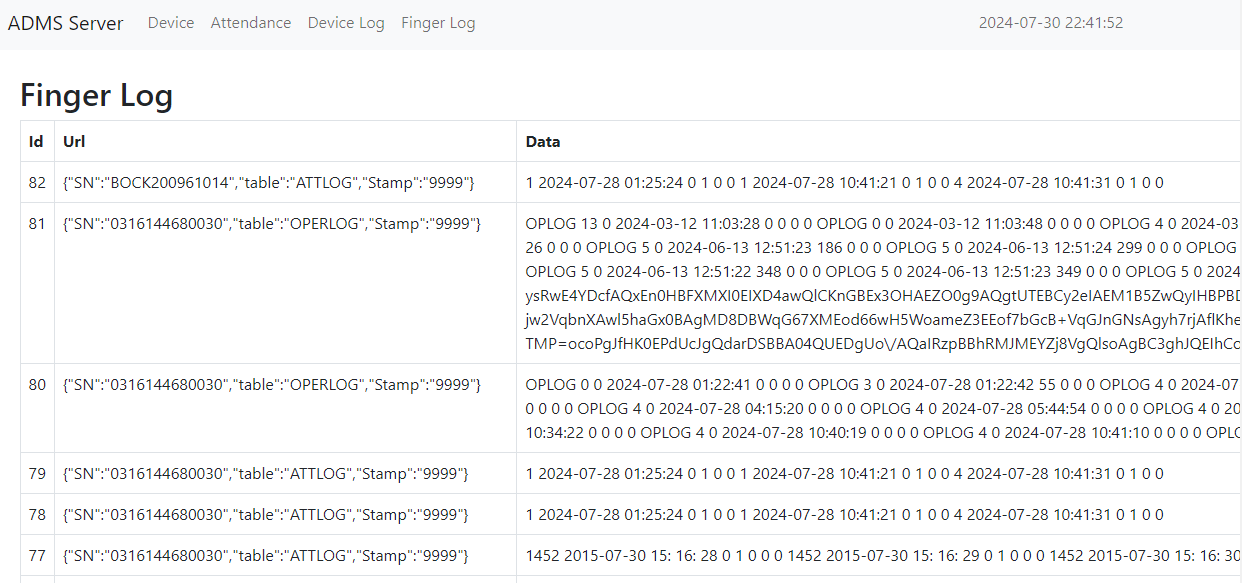 ADMS Server Device Attendance Device Log Finger Log 2024-07-30 22:41:52
Finger Log
Id Url Data
82 {"SN":"BOCK200961014","table":"ATTLOG","Stamp":"9999"} 1 2024-07-28 01:25:24 0 1 0 0 1 2024-07-28 10:41:21 0 1 0 0 4 2024-07-28 10:41:31 0 1 0 0
81 {"SN":"0316144680030","table":"OPERLOG","Stamp":"9999"} OPLOG 13 0 2024-03-12 11:03:28 0 0 0 0 OPLOG 0 0 2024-03-12 11:03:48 0 0 0 0 OPLOG 4 0 2024-03
26 0 0 0 OPLOG 5 0 2024-06-13 12:51:23 186 0 0 0 OPLOG 5 0 2024-06-13 12:51:24 299 0 0 0 OPLOG
OPLOG 5 0 2024-06-13 12:51:22 348 0 0 0 OPLOG 5 0 2024-06-13 12:51:23 349 0 0 0 OPLOG 5 0 2024
ysRwE4YDcfAQxEn0HBFXMXI0EIXD4awQlCKnGBEx3OHAEZO0g9AQgtUTEBCy2eIAEM1B5ZwQyIHBPBD
jw2VqbnXAwl5haGx0BAgMD8DBWqG67XMEod66wH5WoameZ3EEof7bGcB+VqGJnGNsAgyh7rjAflKhe
TMP=ocoPgJfHK0EPdUcJgQdarDSBBA04QUEDgUo\/AQaIRzpBBhRMJMEYZj8VgQlsoAgBC3ghJQEIhCo
80 {"SN":"0316144680030","table":"OPERLOG","Stamp":"9999"} OPLOG 0 0 2024-07-28 01:22:41 0 0 0 0 OPLOG 3 0 2024-07-28 01:22:42 55 0 0 0 OPLOG 4 0 2024-07
0 0 0 0 OPLOG 4 0 2024-07-28 04:15:20 0 0 0 0 OPLOG 4 0 2024-07-28 05:44:54 0 0 0 0 OPLOG 4 0 20
10:34:22 0 0 0 0 OPLOG 4 0 2024-07-28 10:40:19 0 0 0 0 OPLOG 4 0 2024-07-28 10:41:10 0 0 0 0 OPLO
79 {"SN":"0316144680030","table":"ATTLOG","Stamp":"9999"} 1 2024-07-28 01:25:24 0 1 0 0 1 2024-07-28 10:41:21 0 1 0 0 4 2024-07-28 10:41:31 0 1 0 0
78 {"SN":"0316144680030","table":"ATTLOG","Stamp":"9999"} 1 2024-07-28 01:25:24 0 1 0 0 1 2024-07-28 10:41:21 0 1 0 0 4 2024-07-28 10:41:31 0 1 0 0
77 {"SN":"0316144680030","table":"ATTLOG","Stamp":"9999"} 1452 2015-07-30 15: 16: 28 0 1 0 0 0 1452 2015-07-30 15: 16: 29 0 1 0 0 0 1452 2015-07-30 15: 16: 30